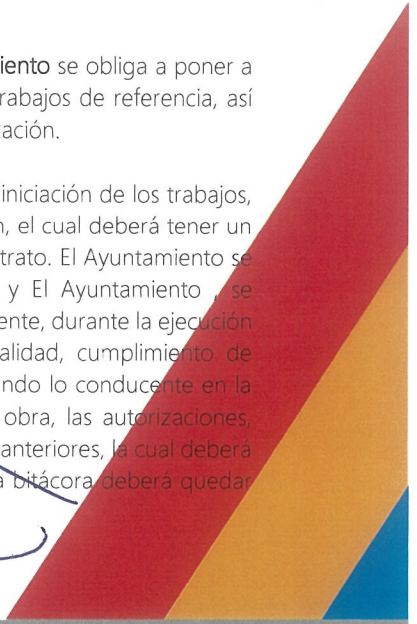 iento se obliga a poner a
rabajos de referencia, así
tación.
iniciación de los trabajos,
n, el cual deberá tener un
trato. El Ayuntamiento se
y El Ayuntamiento , se
ente, durante la ejecución
alidad, cumplimiento de
ndo lo conducente en la
obra, las autorizaciones,
anteriores, la cual deberá
a bitácora deberá quedar